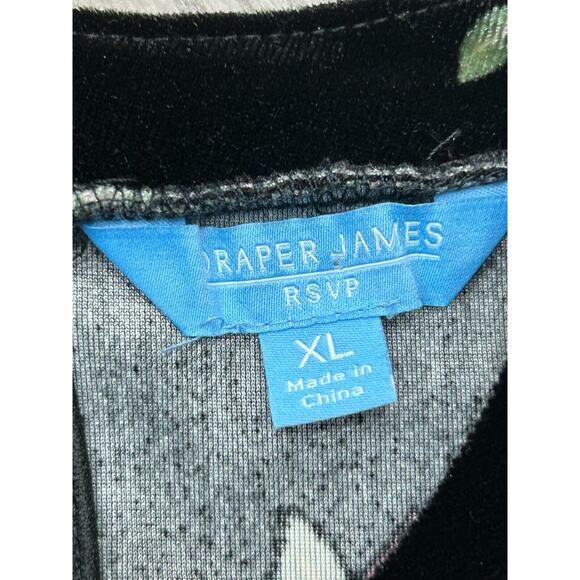 DRAPER JAMES
RSVP
XL
Made in
China